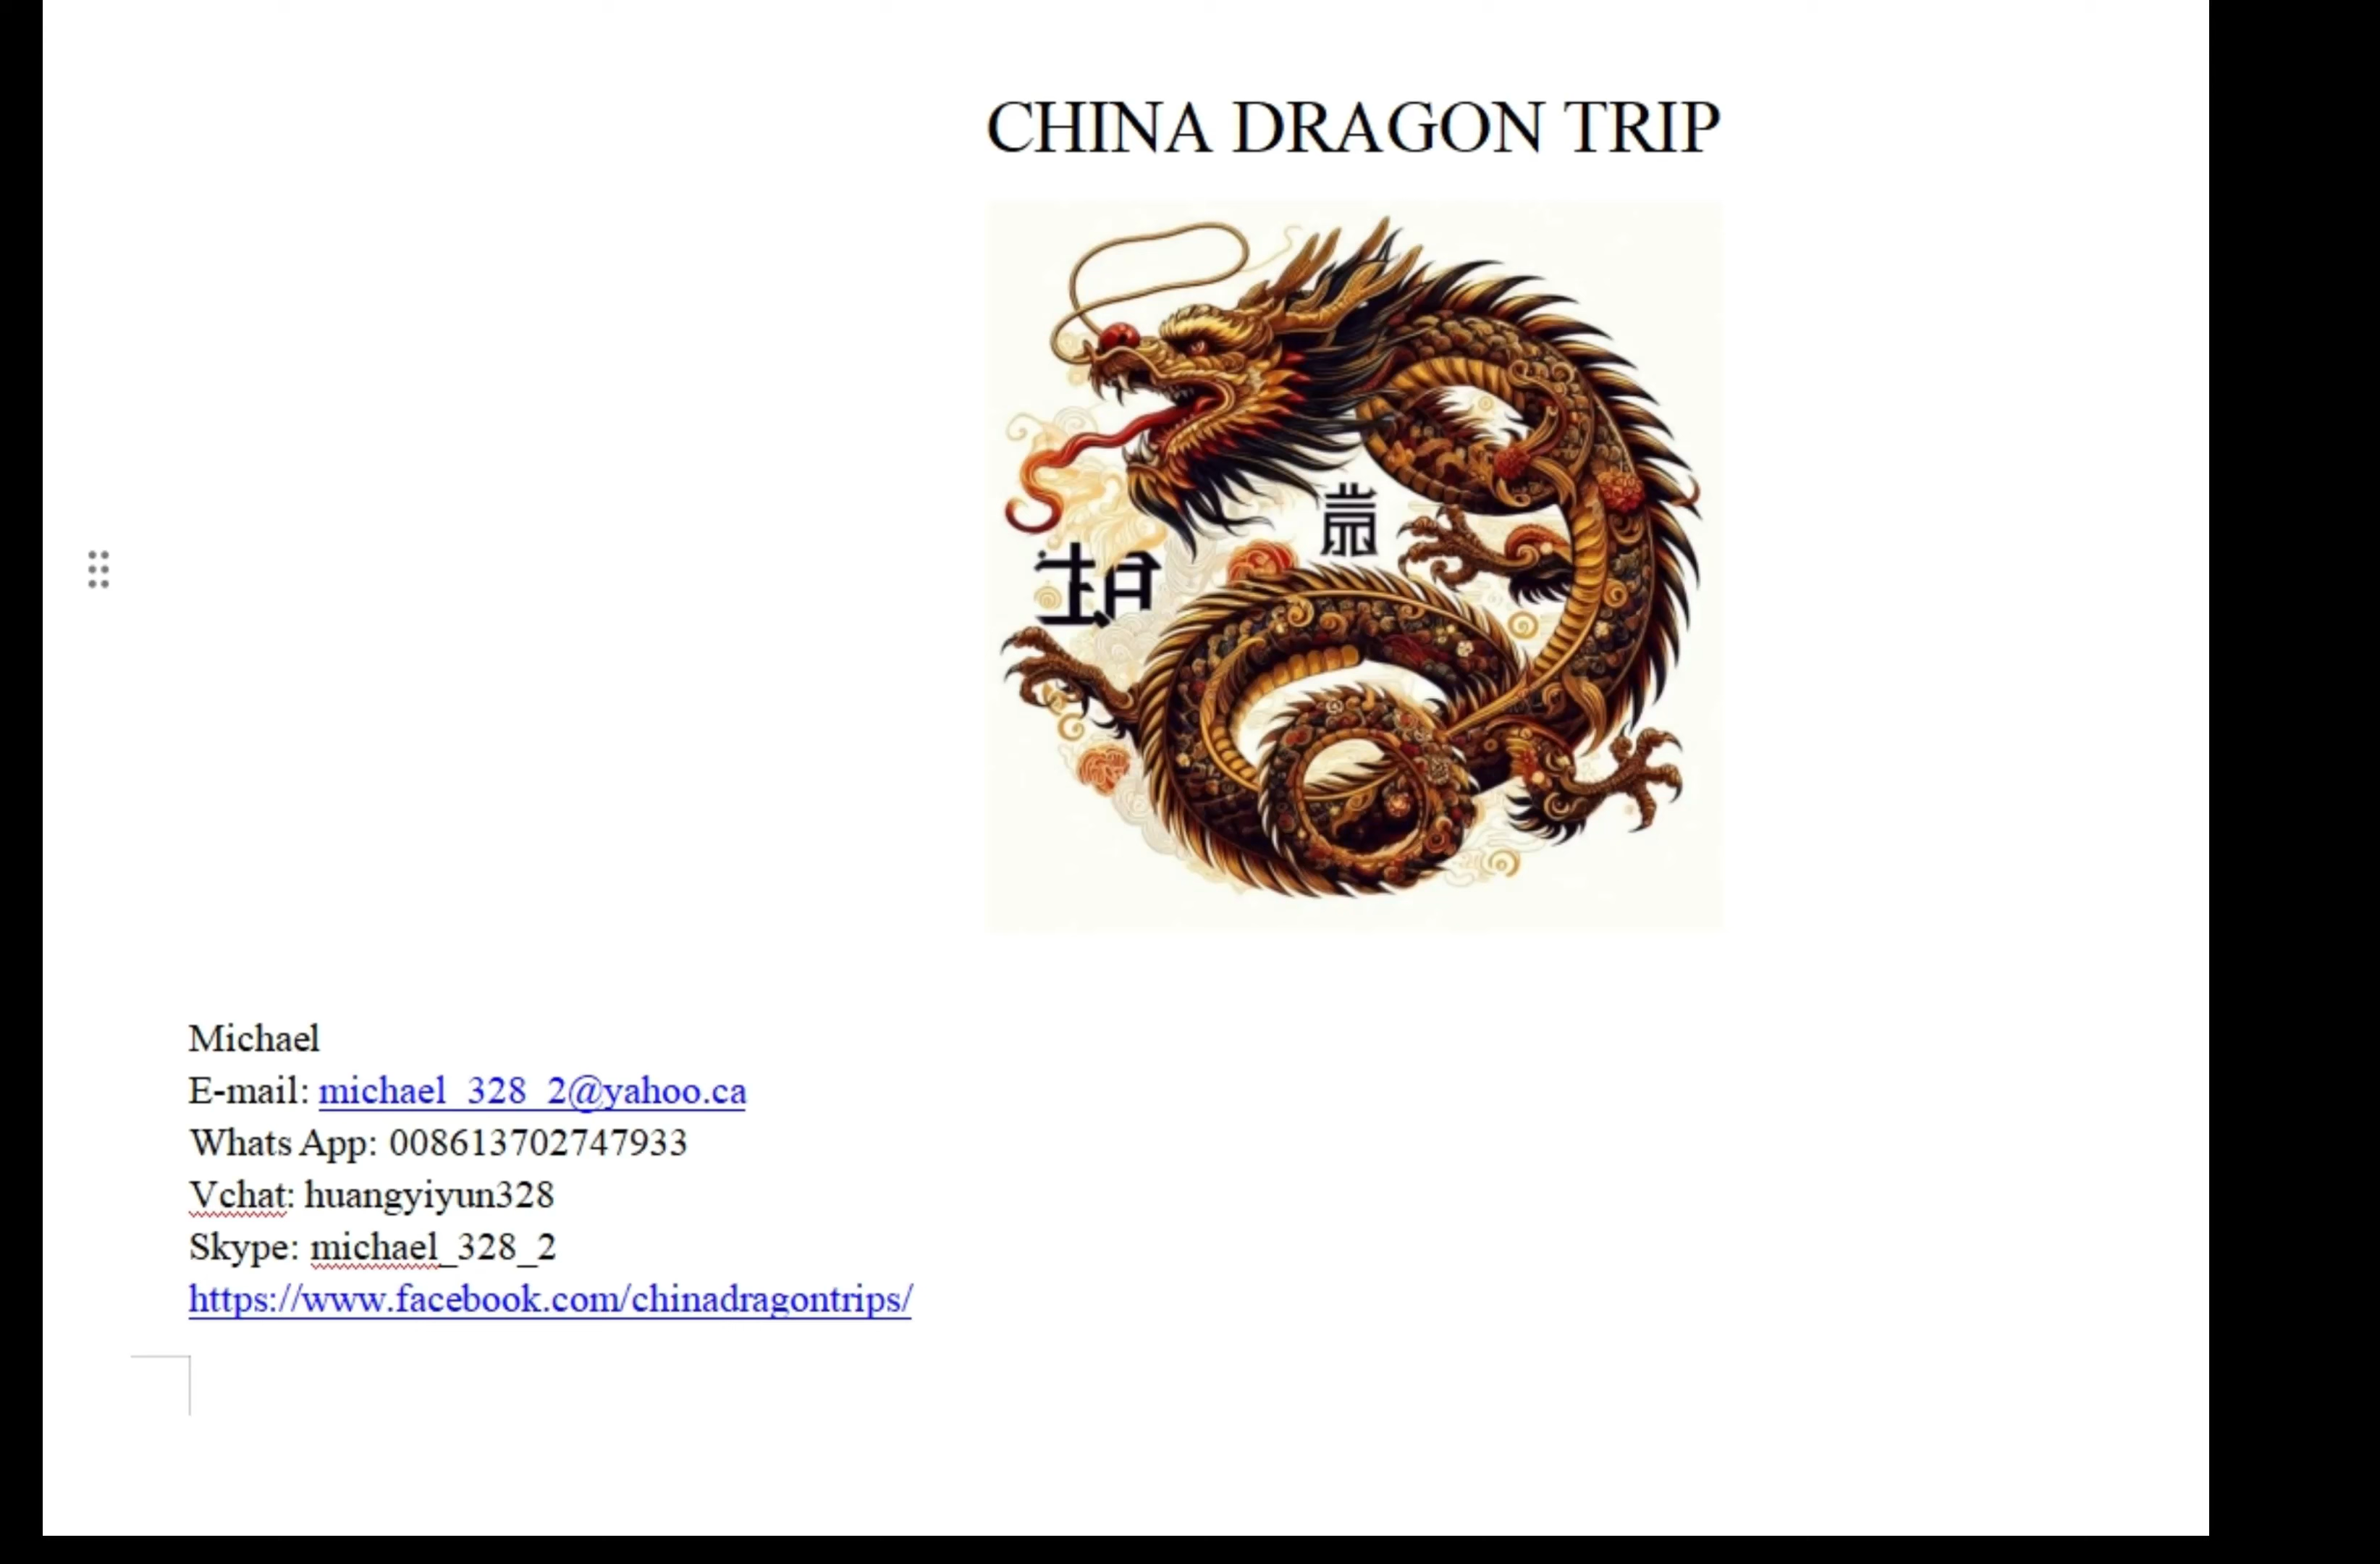 CHINA DRAGON TRIP
Michael
E-mail: michael_328_2@yahoo.ca
Whats App: 008613702747933
Vchat: huangyiyun328
Skype: michael_328_2
https://www.facebook.com/chinadragontrips/